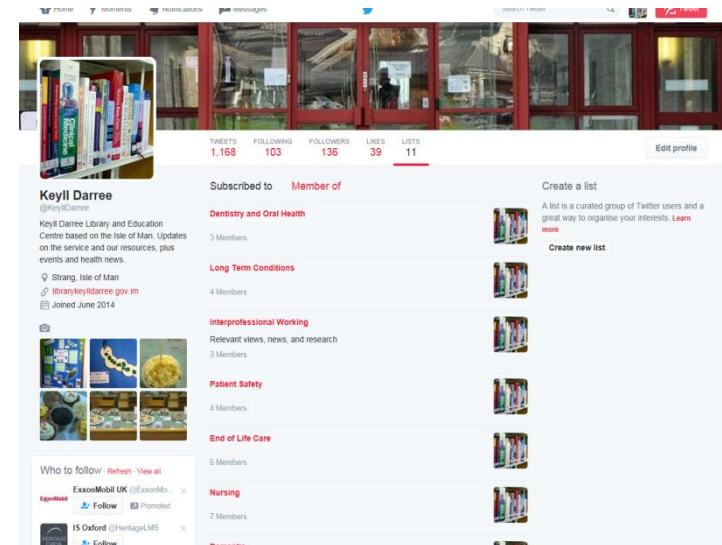 Home Moments Notifications Messages Search Twitter Tweet
TWEETS FOLLOWING FOLLOWERS LIKES LISTS
1,168 103 136 39 11
Edit profile
Clinical Medicine
Keyll Darree
@KeyllDarree
Keyll Darree Library and Education
Centre based on the Isle of Man. Updates
on the service and our resources, plus
events and health news.
Strang, Isle of Man
librarykeylldarree.gov.im
Joined June 2014
Who to follow · Refresh · View all
ExxonMobil
ExxonMobil UK @ExxonMo... ×
Follow
Promoted
IS Oxford @HeritageLMS ×
HERITAGE
Follow
Subscribed to Member of
Dentistry and Oral Health
3 Members
Long Term Conditions
4 Members
Interprofessional Working
Relevant views, news, and research
3 Members
Patient Safety
4 Members
End of Life Care
6 Members
Nursing
7 Members
Create a list
A list is a curated group of Twitter users and a
great way to organise your interests. Learn
more
Create new list